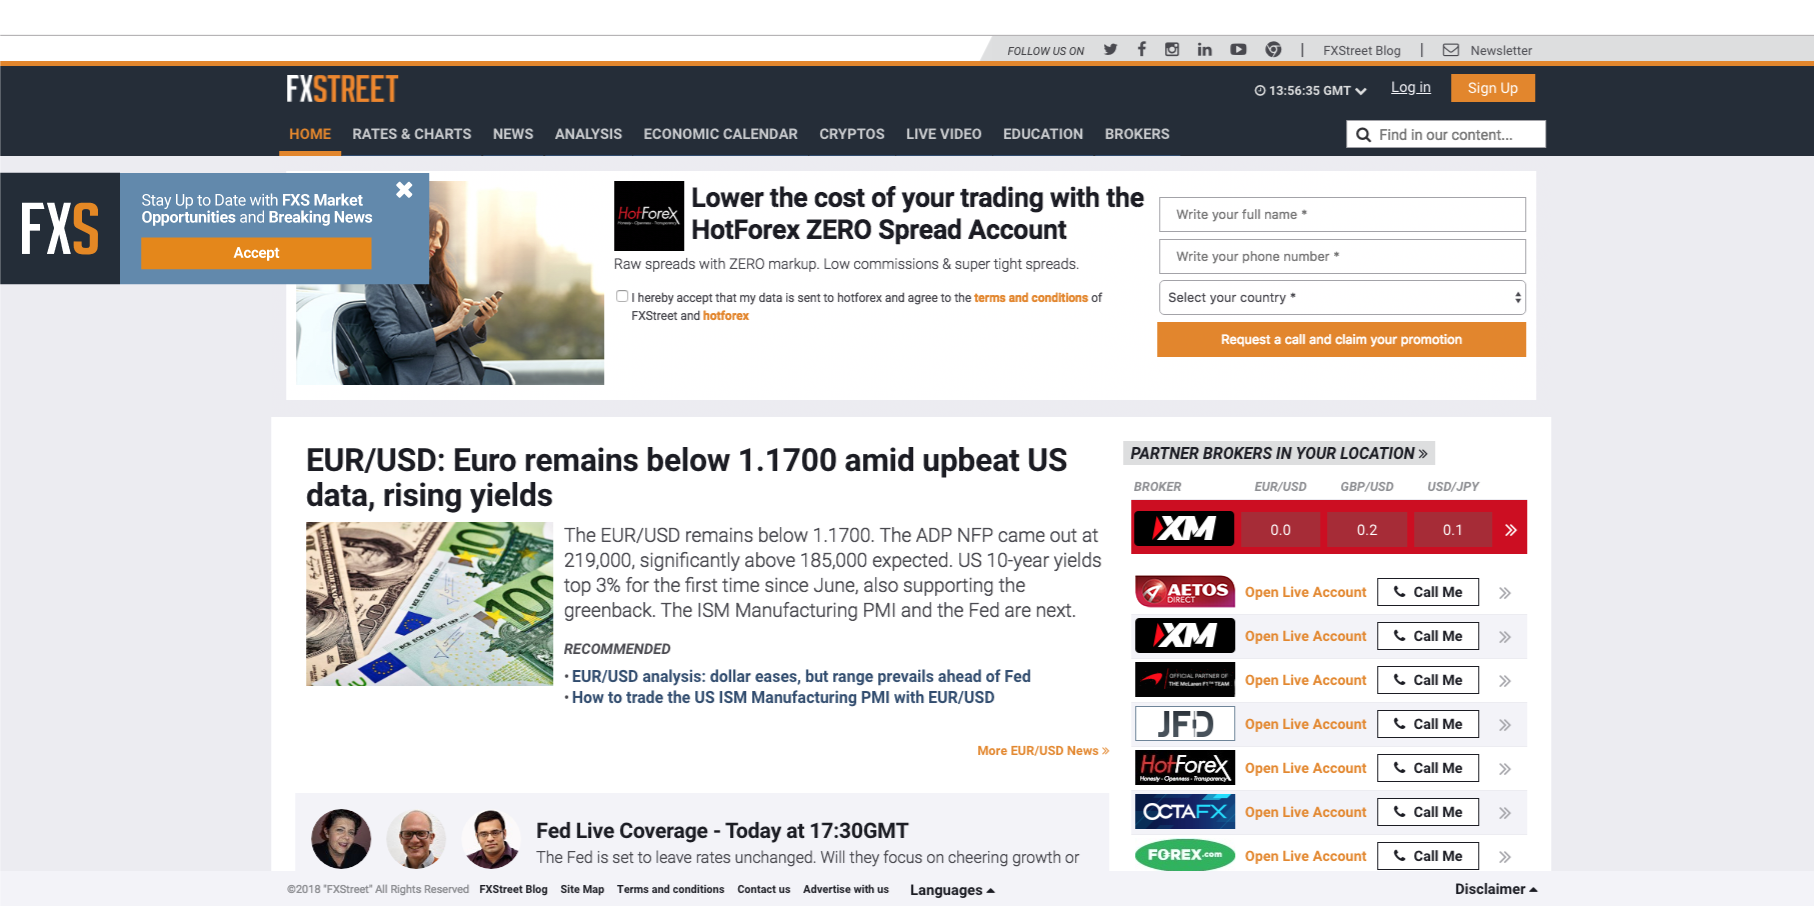 FOLLOW US ON | FXStreet Blog | Newsletter
FXSTREET
13:56:35 GMT Log in Sign Up
HOME RATES & CHARTS NEWS ANALYSIS ECONOMIC CALENDAR CRYPTOS LIVE VIDEO EDUCATION BROKERS
Find in our content...
FXS
Stay Up to Date with FXS Market
Opportunities and Breaking News
Accept
HotForex
Honesty - Openness - Transparency
Lower the cost of your trading with the
HotForex ZERO Spread Account
Raw spreads with ZERO markup. Low commissions & super tight spreads.
I hereby accept that my data is sent to hotforex and agree to the terms and conditions of
FXStreet and hotforex
Write your full name *
Write your phone number *
Select your country *
Request a call and claim your promotion
EUR/USD: Euro remains below 1.1700 amid upbeat US
data, rising yields
The EUR/USD remains below 1.1700. The ADP NFP came out at
219,000, significantly above 185,000 expected. US 10-year yields
top 3% for the first time since June, also supporting the
greenback. The ISM Manufacturing PMI and the Fed are next.
RECOMMENDED
· EUR/USD analysis: dollar eases, but range prevails ahead of Fed
· How to trade the US ISM Manufacturing PMI with EUR/USD
More EUR/USD News »
Fed Live Coverage - Today at 17:30GMT
The Fed is set to leave rates unchanged. Will they focus on cheering growth or
PARTNER BROKERS IN YOUR LOCATION »
BROKER EUR/USD GBP/USD USD/JPY
XM 0.0 0.2 0.1 »
AETOS DIRECT Open Live Account Call Me »
XM Open Live Account Call Me »
OFFICIAL PARTNER OF
THE McLaren F1™ TEAM Open Live Account Call Me »
JFD Open Live Account Call Me »
HotForex
Honesty - Openness - Transparency Open Live Account Call Me »
OCTAFX Open Live Account Call Me »
FOREX.com Open Live Account Call Me »
©2018 "FXStreet" All Rights Reserved FXStreet Blog Site Map Terms and conditions Contact us Advertise with us Languages Disclaimer